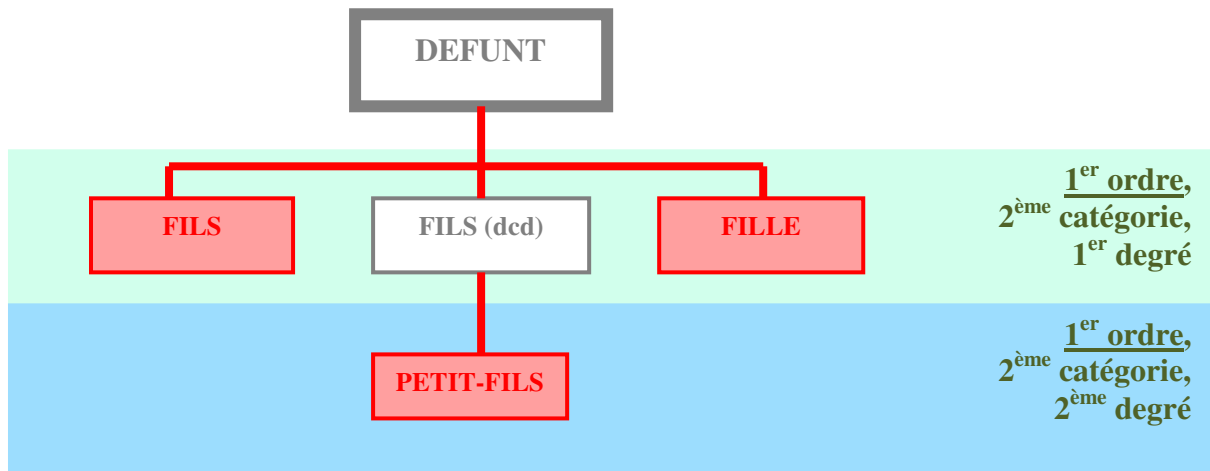 DEFUNT
FILS
FILS (dcd)
FILLE
1er ordre,
2ème catégorie,
1er degré
PETIT-FILS
1er ordre,
2ème catégorie,
2ème degré